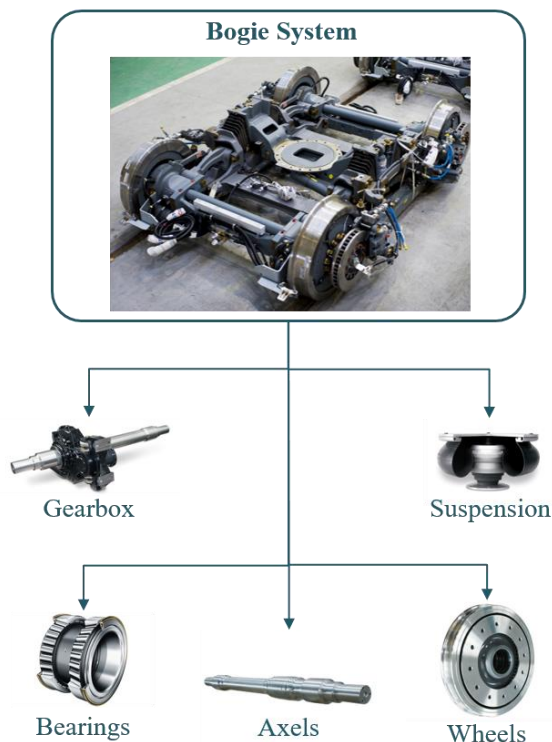 Bogie System
Gearbox
Suspension
Bearings
Axels
Wheels